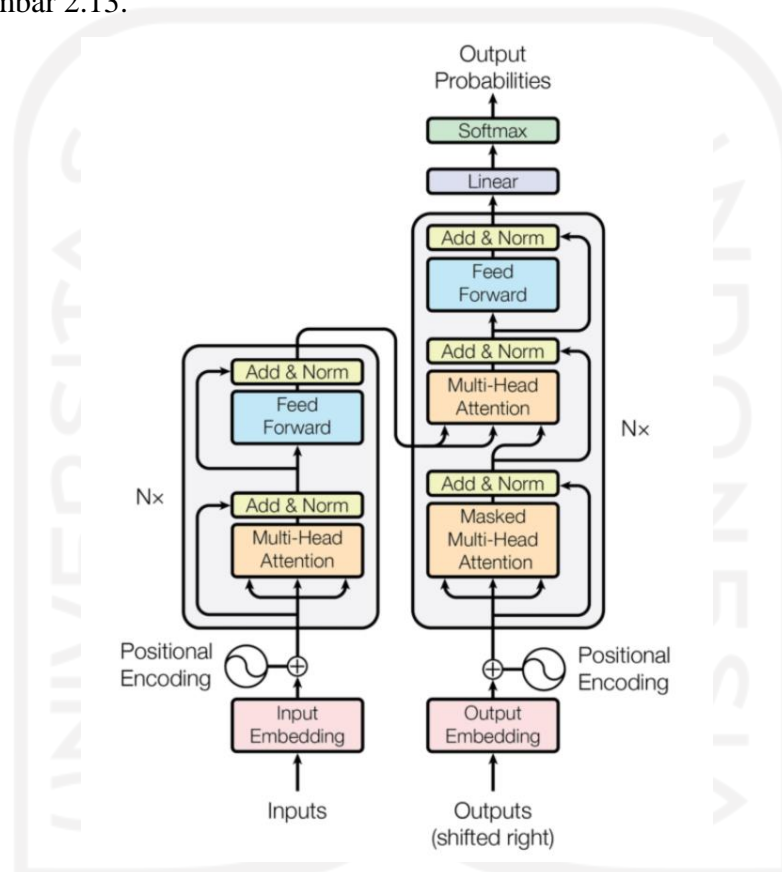 mbar 2.13.
Output
Probabilities
Softmax
Linear
Add & Norm
Feed
Forward
Add & Norm
Multi-Head
Attention
Nx
Add & Norm
Masked
Multi-Head
Attention
Add & Norm
Feed
Forward
Nx
Add & Norm
Multi-Head
Attention
Positional
Encoding
Positional
Encoding
Input
Embedding
Output
Embedding
Inputs
Outputs
(shifted right)